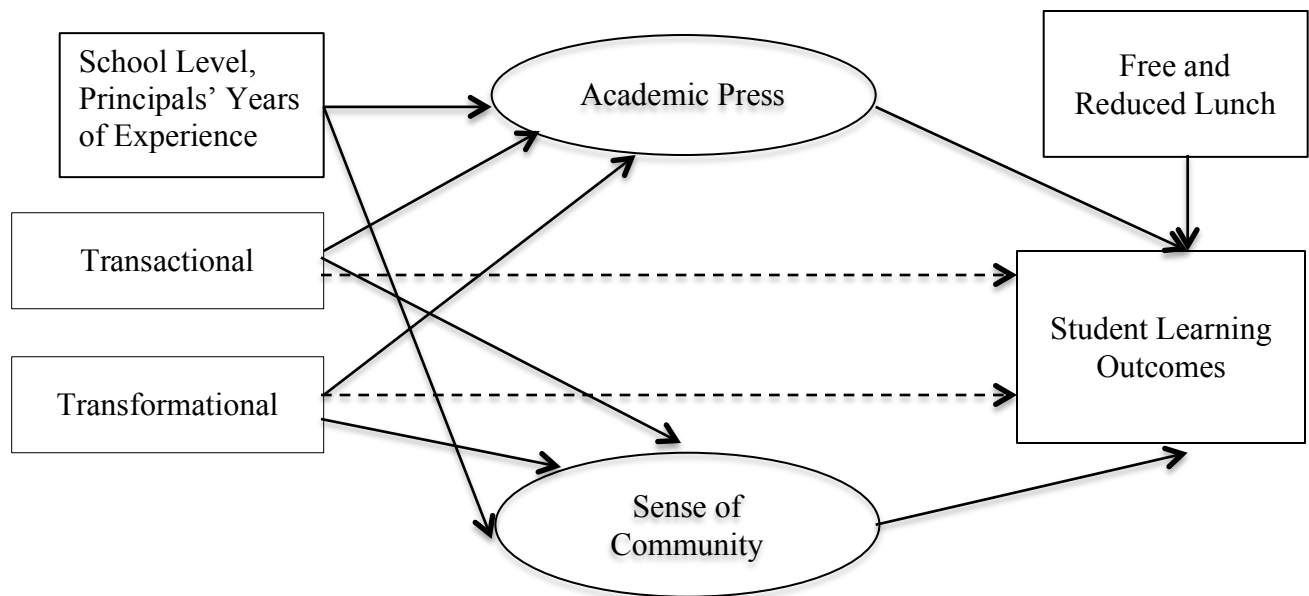 School Level,
Principals’ Years
of Experience
Academic Press
Free and
Reduced Lunch
Transactional
Student Learning
Outcomes
Transformational
Sense of
Community